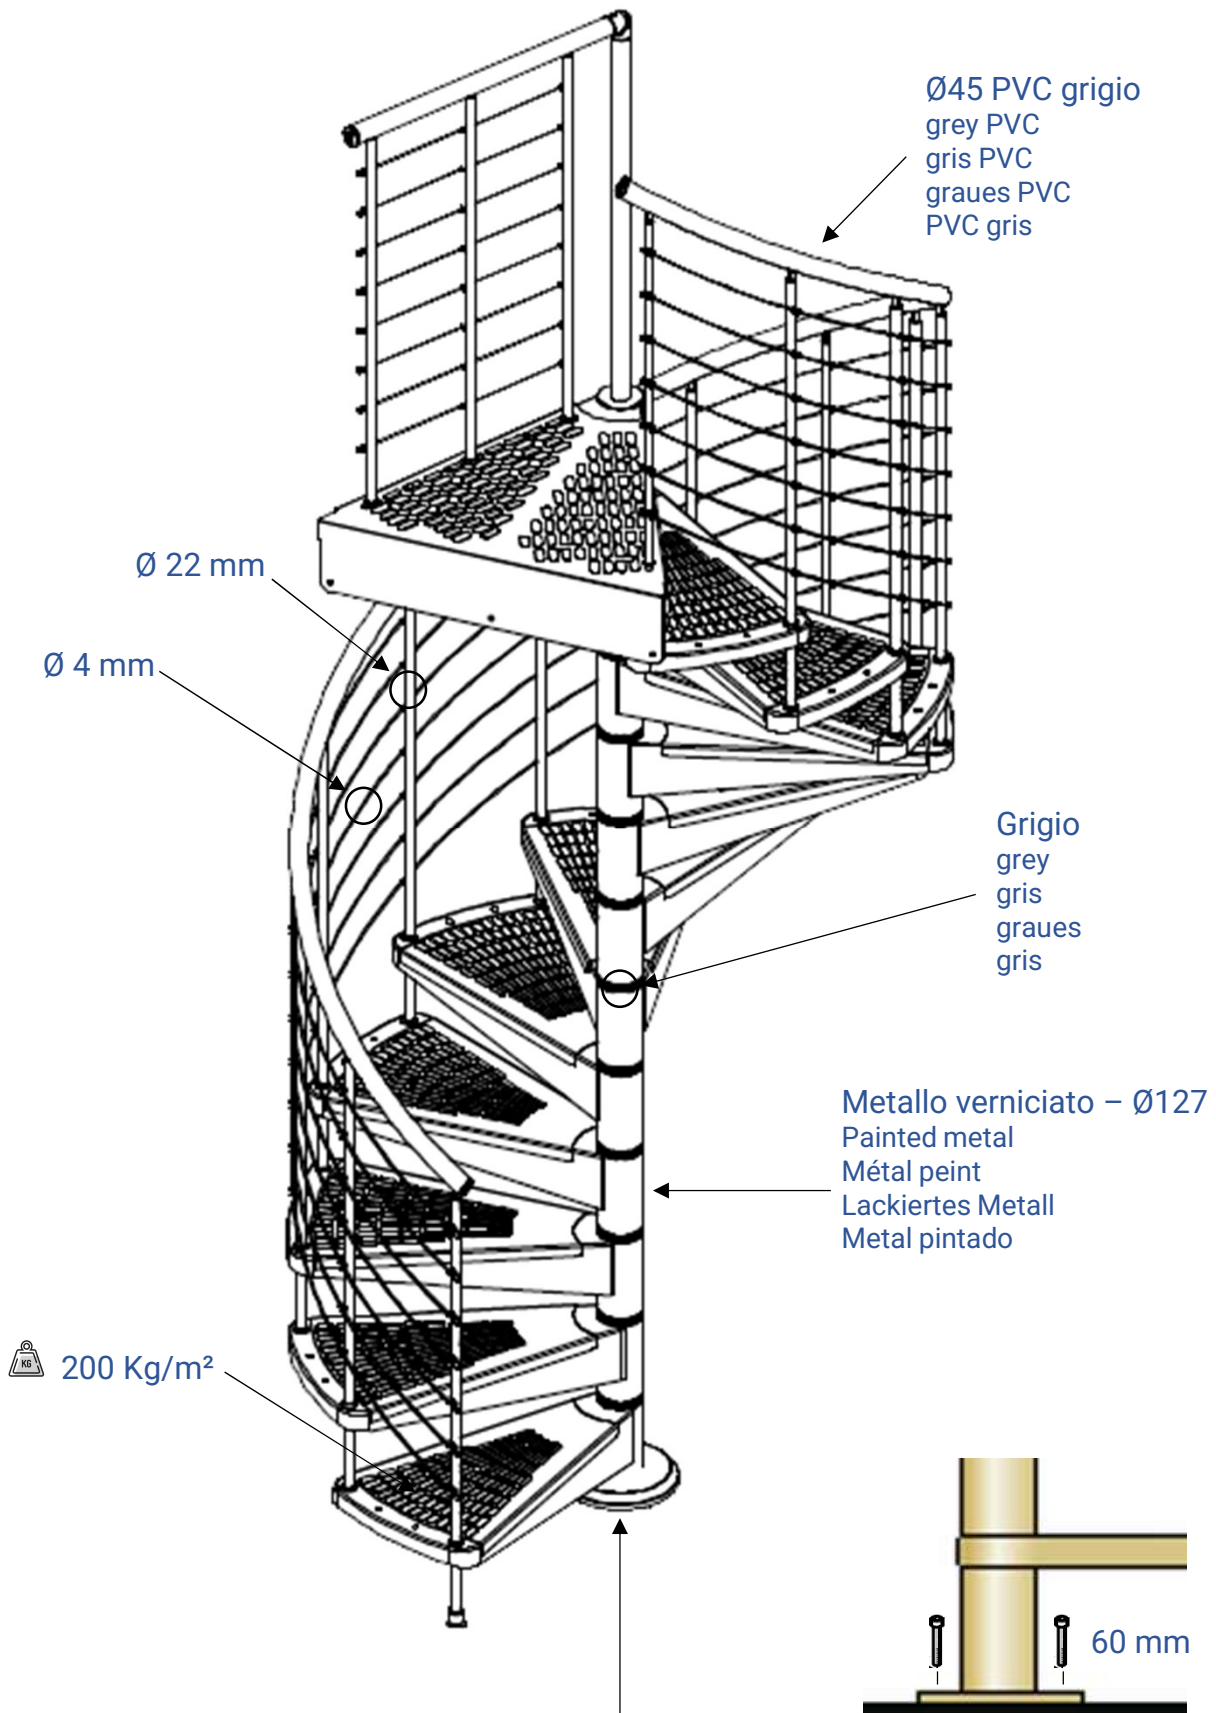 Ø45 PVC grigio
grey PVC
gris PVC
graues PVC
PVC gris
Ø 22 mm
Ø 4 mm
Grigio
grey
gris
graues
gris
Metallo verniciato – Ø127
Painted metal
Métal peint
Lackiertes Metall
Metal pintado
KG
200 Kg/m²
60 mm